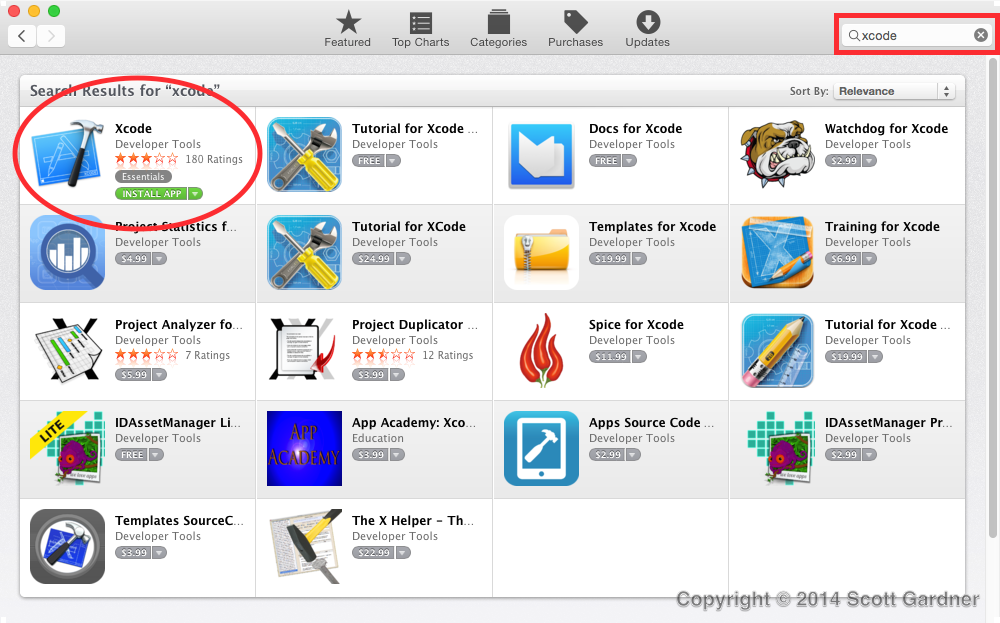 Featured
Top Charts
Categories
Purchases
Updates
xcode
Search Results for “xcode”
Sort By: Relevance
Xcode
Developer Tools
180 Ratings
Essentials
INSTALL APP
Tutorial for Xcode ...
Developer Tools
FREE
Docs for Xcode
Developer Tools
FREE
Watchdog for Xcode
Developer Tools
$2.99
Project Statistics f...
Developer Tools
$4.99
Tutorial for XCode
Developer Tools
$24.99
Templates for Xcode
Developer Tools
$19.99
Training for Xcode
Developer Tools
$6.99
Project Analyzer fo...
Developer Tools
7 Ratings
$5.99
Project Duplicator ...
Developer Tools
12 Ratings
$3.99
Spice for Xcode
Developer Tools
$11.99
Tutorial for Xcode ...
Developer Tools
$19.99
LITE
IDAssetManager Li...
Developer Tools
FREE
APP
ACADEMY
App Academy: Xco...
Education
$3.99
Apps Source Code ...
Developer Tools
$2.99
IDAssetManager Pr...
Developer Tools
$2.99
Templates SourceC...
Developer Tools
$3.99
The X Helper - Th...
Developer Tools
$22.99
Copyright © 2014 Scott Gardner